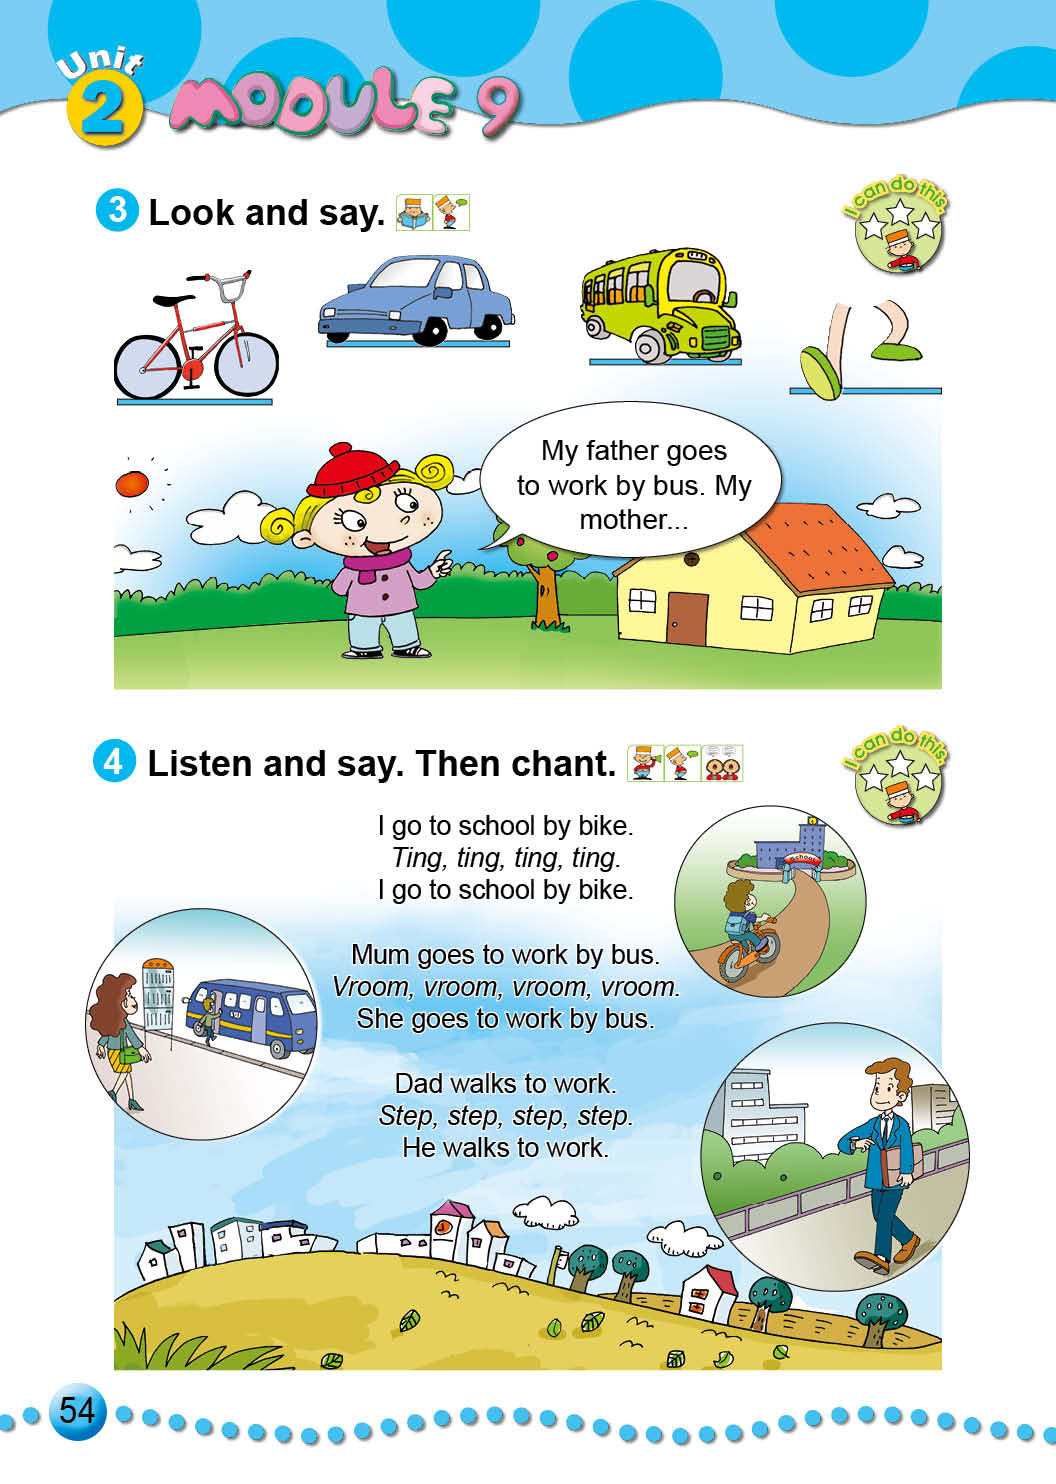 Unit
2 MODULE 9
3 Look and say.
I can do this.
My father goes
to work by bus. My
mother...
4 Listen and say. Then chant.
I can do this.
I go to school by bike.
Ting, ting, ting, ting.
I go to school by bike.
School
Mum goes to work by bus.
Vroom, vroom, vroom, vroom.
She goes to work by bus.
Dad walks to work.
Step, step, step, step.
He walks to work.
54